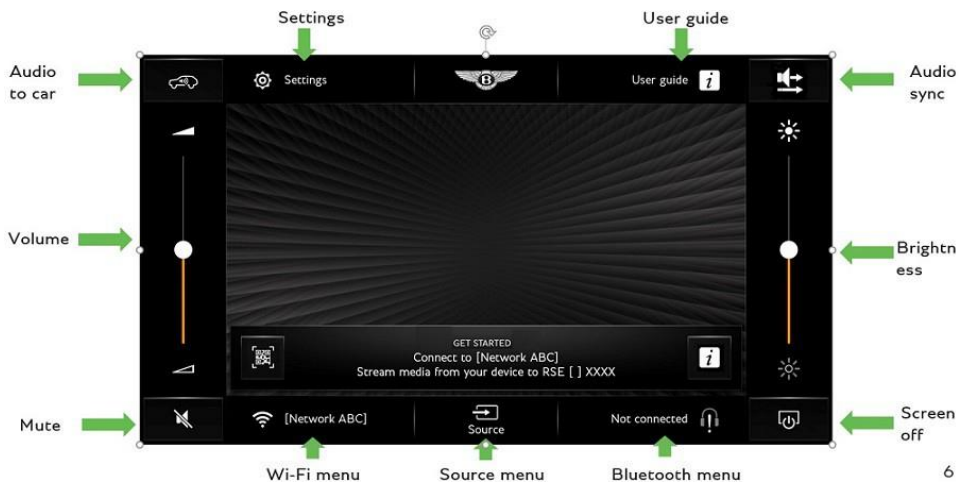 Settings
User guide
Audio
to car
Settings
B
User guide
i
Audio
sync
Volume
Brightn
ess
GET STARTED
Connect to [Network ABC]
Stream media from your device to RSE [ ] XXXX
i
Mute
[Network ABC]
Source
Not connected
Screen
off
Wi-Fi menu
Source menu
Bluetooth menu
6